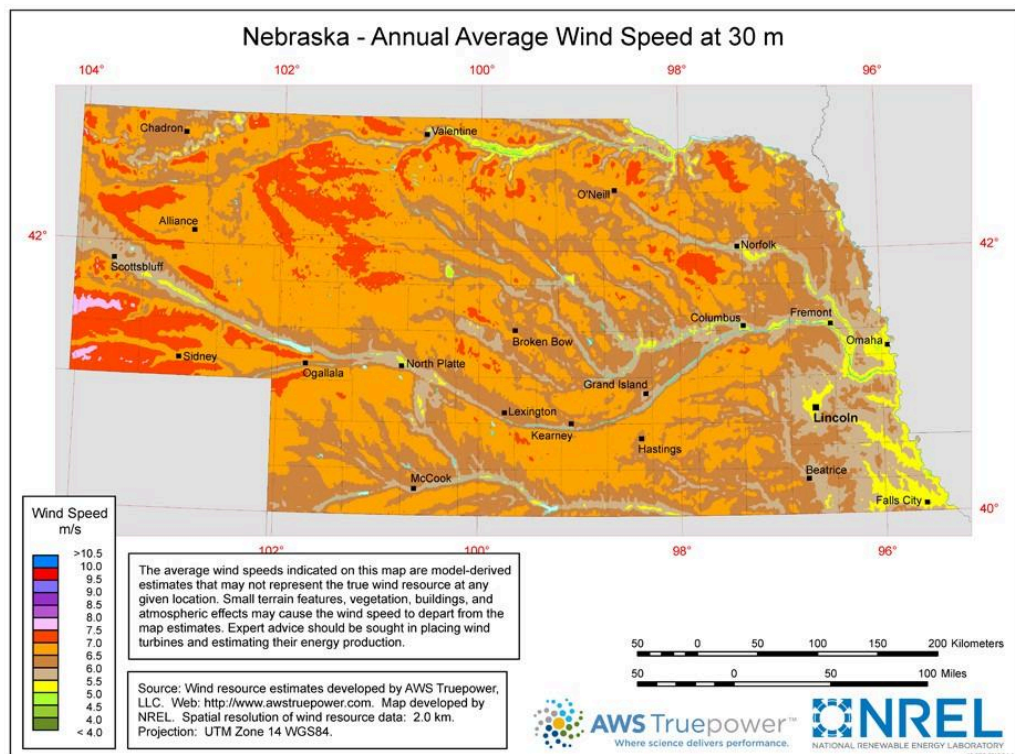 Nebraska - Annual Average Wind Speed at 30 m
104° 102° 100° 98° 96°
Chadron
Valentine
O'Neill
Alliance
42° 42°
Norfolk
Scottsbluff
Columbus
Fremont
Broken Bow
Omaha
Sidney
Ogallala
North Platte
Grand Island
Lexington
Lincoln
Kearney
Hastings
McCook
Beatrice
Falls City
40°
102° 100° 98° 96°
Wind Speed
m/s
>10.5
10.0
9.5
9.0
8.5
8.0
7.5
7.0
6.5
6.0
5.5
5.0
4.5
4.0
< 4.0
The average wind speeds indicated on this map are model-derived
estimates that may not represent the true wind resource at any
given location. Small terrain features, vegetation, buildings, and
atmospheric effects may cause the wind speed to depart from the
map estimates. Expert advice should be sought in placing wind
turbines and estimating their energy production.
Source: Wind resource estimates developed by AWS Truepower,
LLC. Web: http://www.awstruepower.com. Map developed by
NREL. Spatial resolution of wind resource data: 2.0 km.
Projection: UTM Zone 14 WGS84.
50 0 50 100 150 200 Kilometers
50 0 50 100 Miles
AWS Truepower™
Where science delivers performance.
NREL
NATIONAL RENEWABLE ENERGY LABORATORY